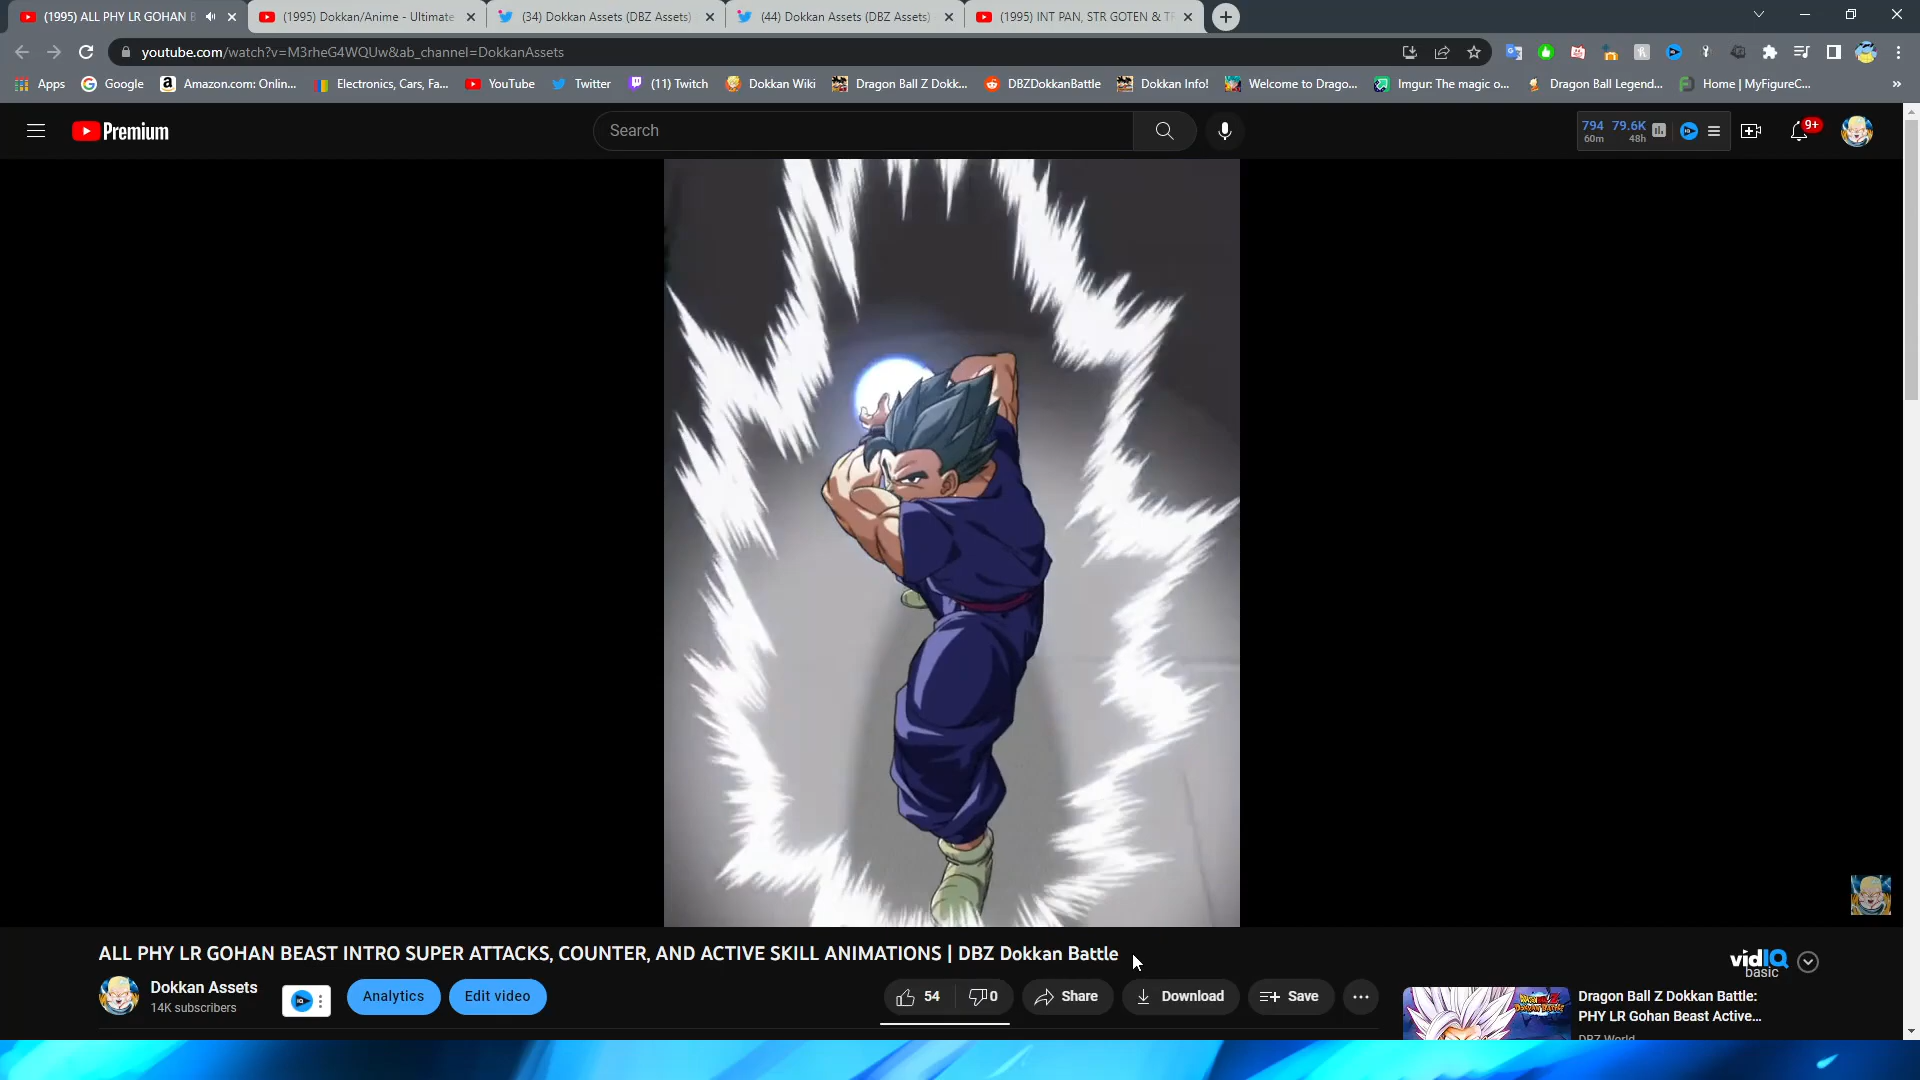 (1995) ALL PHY LR GOHAN B
(1995) Dokkan/Anime - Ultimate
(34) Dokkan Assets (DBZ Assets)
(44) Dokkan Assets (DBZ Assets)
(1995) INT PAN, STR GOTEN & TR
youtube.com/watch?v=M3rheG4WQUw&ab_channel=DokkanAssets
Apps
Google
Amazon.com: Onlin...
Electronics, Cars, Fa...
YouTube
Twitter
(11) Twitch
Dokkan Wiki
Dragon Ball Z Dokk...
DBZDokkanBattle
Dokkan Info!
Welcome to Drago...
Imgur: The magic o...
Dragon Ball Legend...
Home | MyFigureC...
»
Premium
Search
794 79.6K
60m 48h
9+
ALL PHY LR GOHAN BEAST INTRO SUPER ATTACKS, COUNTER, AND ACTIVE SKILL ANIMATIONS | DBZ Dokkan Battle
vidIQ
basic
Dokkan Assets
14K subscribers
Analytics
Edit video
54
0
Share
Download
Save
Dragon Ball Z Dokkan Battle:
PHY LR Gohan Beast Active...
DBZ World